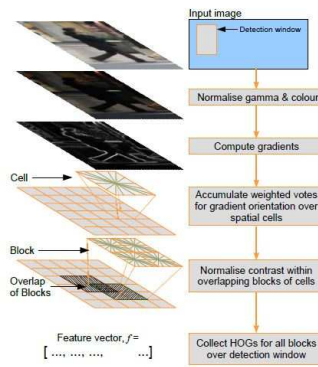 Input image
Detection window
Normalise gamma & colour
Compute gradients
Cell
Accumulate weighted votes
for gradient orientation over
spatial cells
Block
Normalise contrast within
overlapping blocks of cells
Overlap
of Blocks
Feature vector, f =
[ ..., ..., ...,  ...]
Collect HOGs for all blocks
over detection window